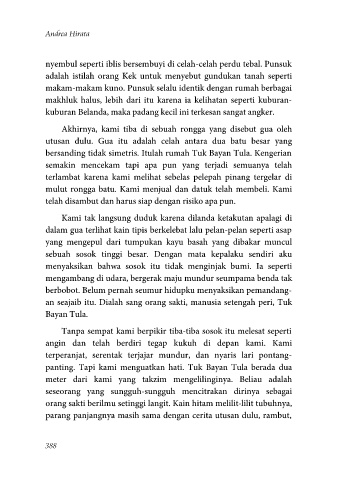 Andrea Hirata
nyembul seperti iblis bersembuyi di celah-celah perdu tebal. Punsuk
adalah istilah orang Kek untuk menyebut gundukan tanah seperti
makam-makam kuno. Punsuk selalu identik dengan rumah berbagai
makhluk halus, lebih dari itu karena ia kelihatan seperti kuburan-
kuburan Belanda, maka padang kecil ini terkesan sangat angker.
Akhirnya, kami tiba di sebuah rongga yang disebut gua oleh
utusan dulu. Gua itu adalah celah antara dua batu besar yang
bersanding tidak simetris. Itulah rumah Tuk Bayan Tula. Kengerian
semakin mencekam tapi apa pun yang terjadi semuanya telah
terlambat karena kami melihat sebelas pelepah pinang tergelar di
mulut rongga batu. Kami menjual dan datuk telah membeli. Kami
telah disambut dan harus siap dengan risiko apa pun.
Kami tak langsung duduk karena dilanda ketakutan apalagi di
dalam gua terlihat kain tipis berkelebat lalu pelan-pelan seperti asap
yang mengepul dari tumpukan kayu basah yang dibakar muncul
sebuah sosok tinggi besar. Dengan mata kepalaku sendiri aku
menyaksikan bahwa sosok itu tidak menginjak bumi. Ia seperti
mengambang di udara, bergerak maju mundur seumpama benda tak
berbobot. Belum pernah seumur hidupku menyaksikan pemandang-
an seajaib itu. Dialah sang orang sakti, manusia setengah peri, Tuk
Bayan Tula.
Tanpa sempat kami berpikir tiba-tiba sosok itu melesat seperti
angin dan telah berdiri tegap kukuh di depan kami. Kami
terperanjat, serentak terjajar mundur, dan nyaris lari pontang-
panting. Tapi kami menguatkan hati. Tuk Bayan Tula berada dua
meter dari kami yang takzim mengelilinginya. Beliau adalah
seseorang yang sungguh-sungguh mencitrakan dirinya sebagai
orang sakti berilmu setinggi langit. Kain hitam melilit-lilit tubuhnya,
parang panjangnya masih sama dengan cerita utusan dulu, rambut,
388